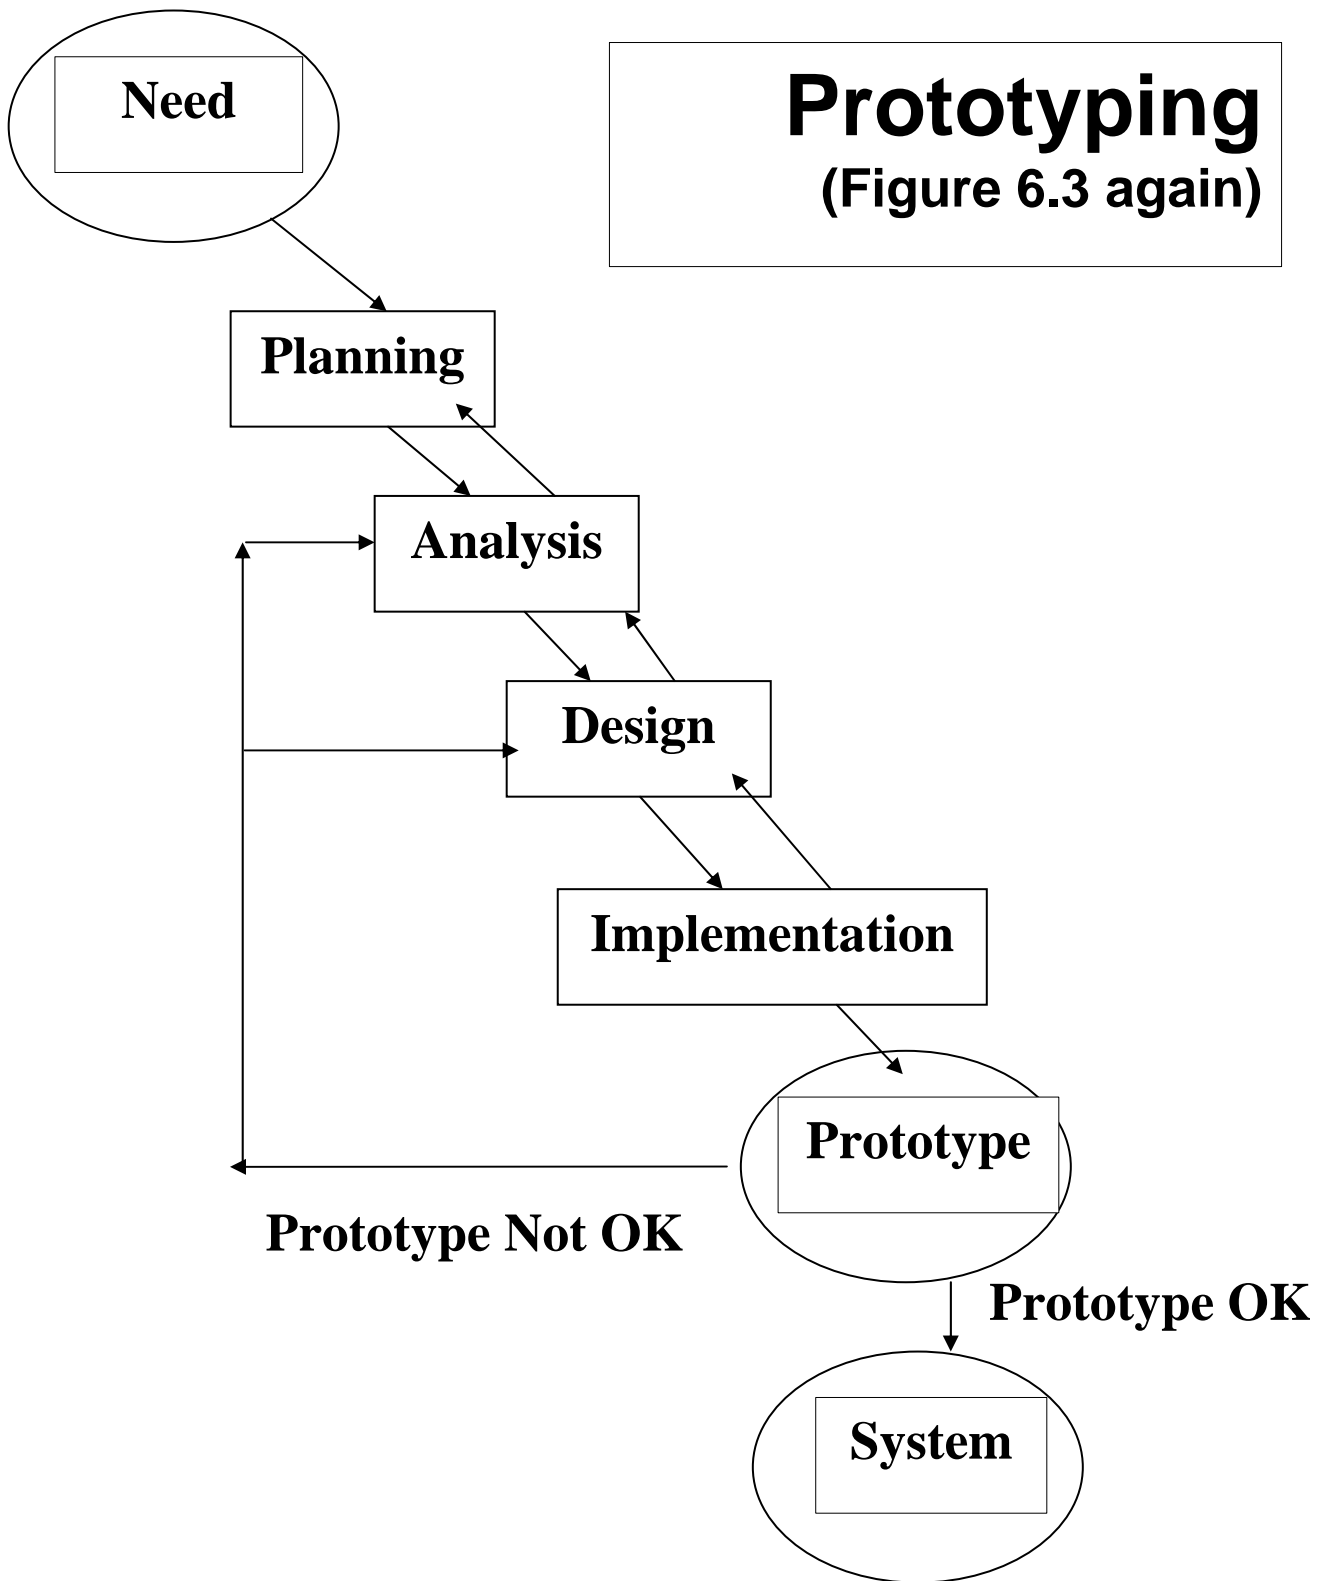 Need
Prototyping
(Figure 6.3 again)
Planning
Analysis
Design
Implementation
Prototype
Prototype Not OK
Prototype OK
System